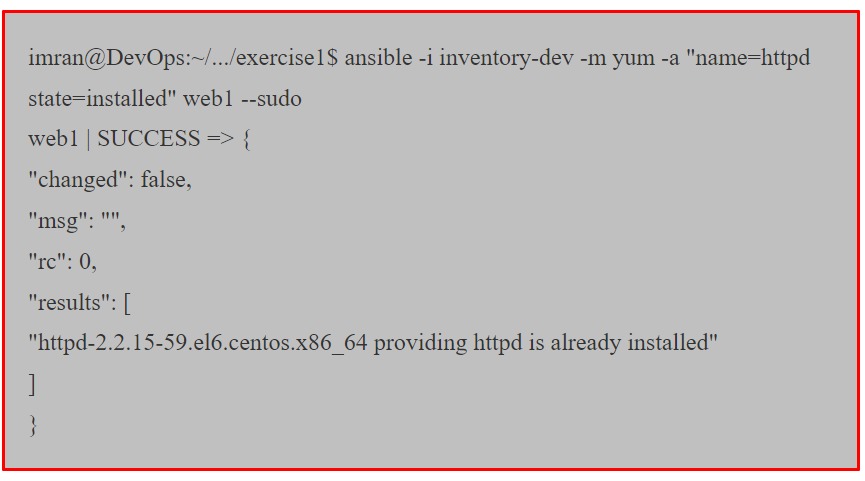 imran@DevOps:~/.../exercise1$ ansible -i inventory-dev -m yum -a "name=httpd
state=installed" web1 --sudo
web1 | SUCCESS => {
"changed": false,
"msg": "",
"rc": 0,
"results": [
"httpd-2.2.15-59.el6.centos.x86_64 providing httpd is already installed"
]
}